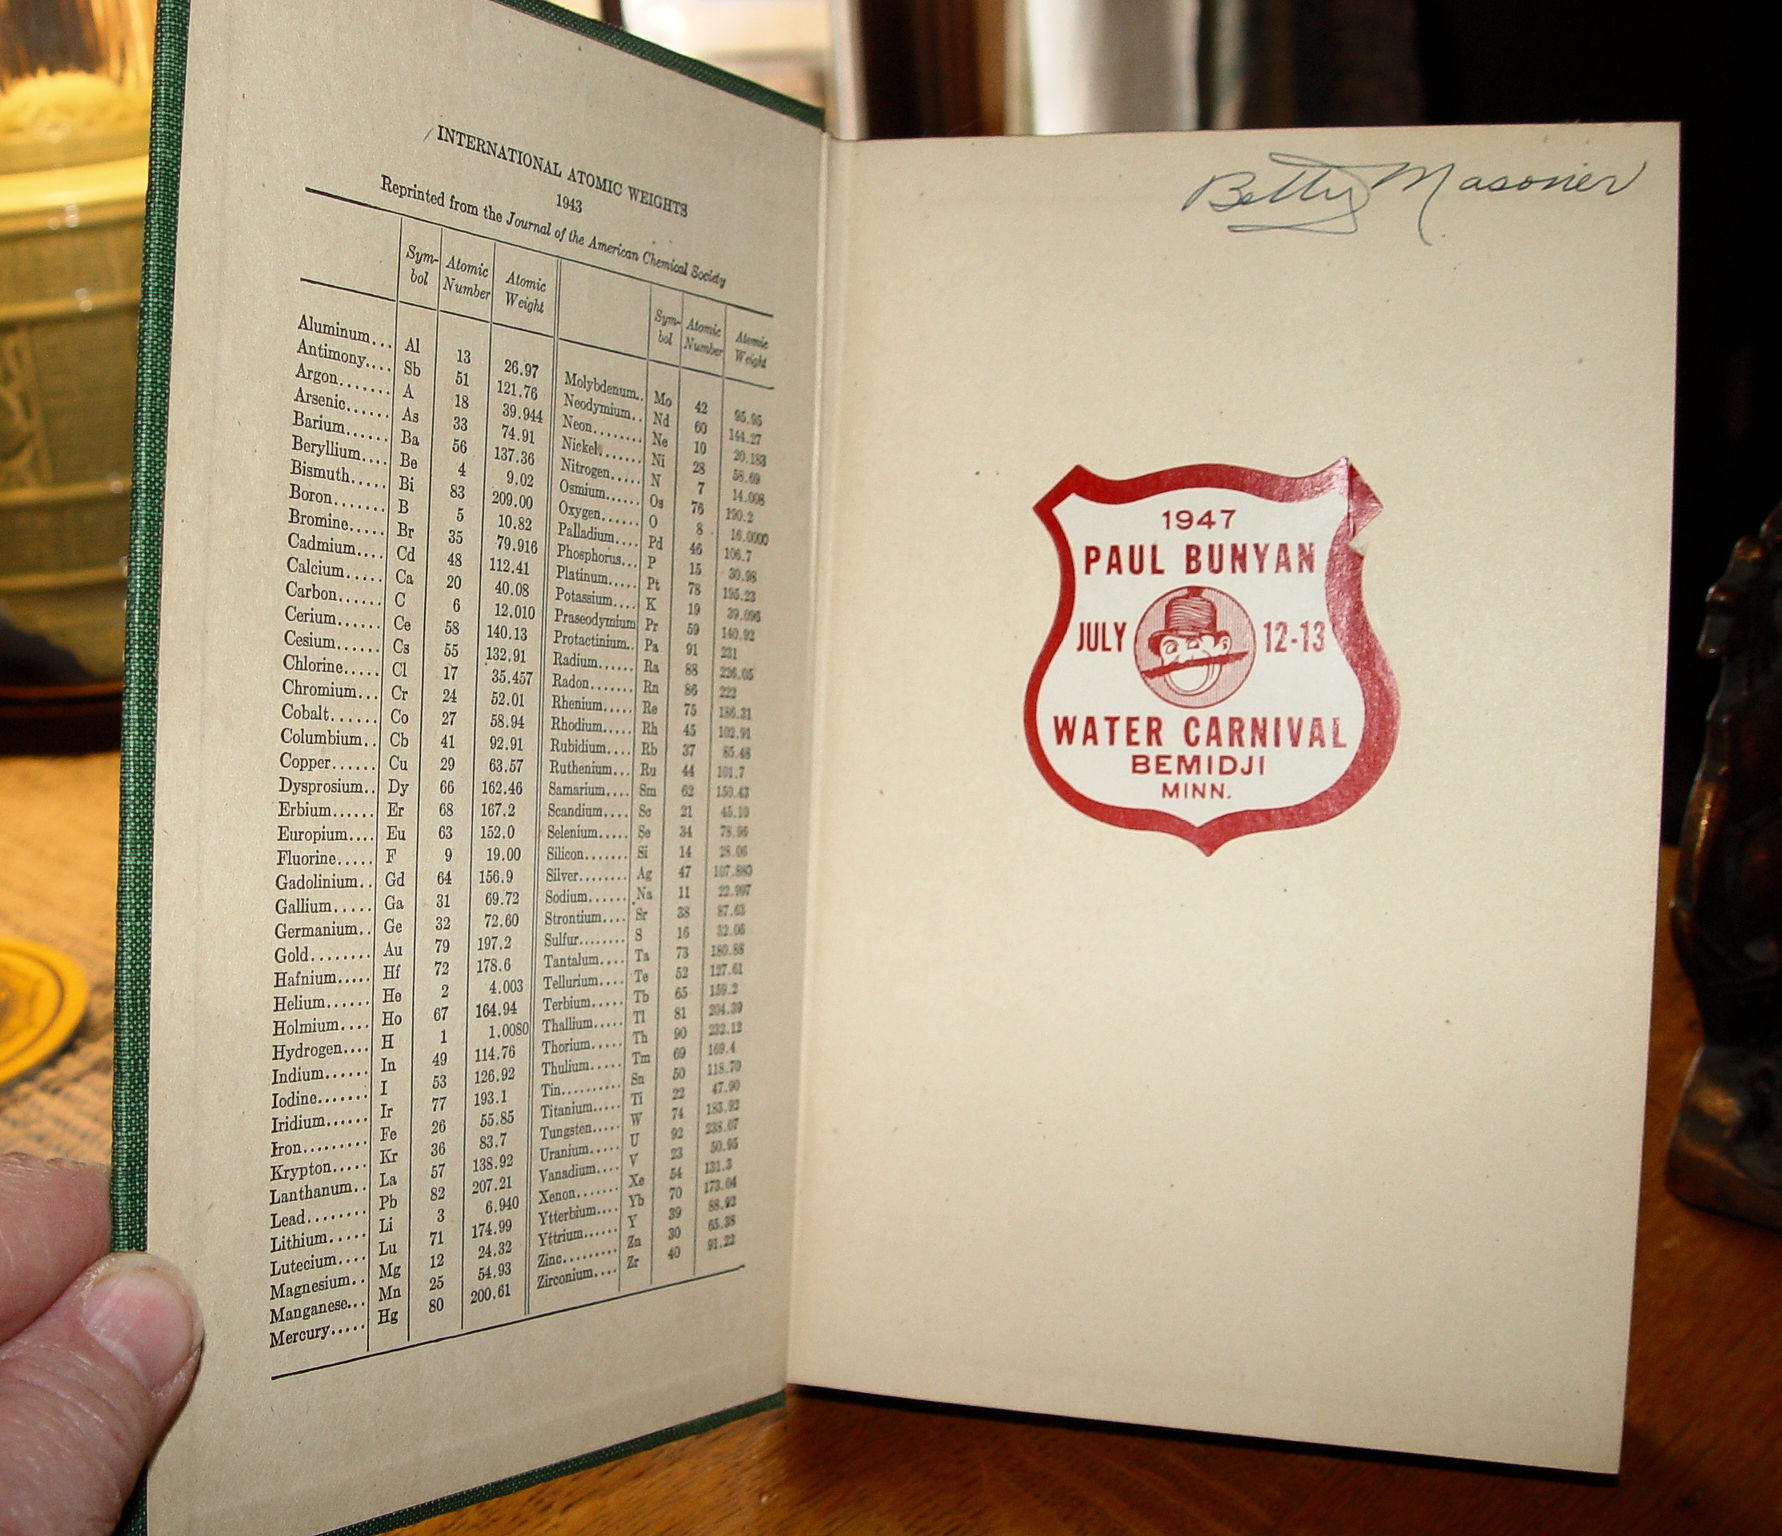 INTERNATIONAL ATOMIC WEIGHTS
1943
Reprinted from the Journal of the American Chemical Society
Sym-bol Atomic Number Atomic Weight
Aluminum... Al 13 26.97
Antimony.... Sb 51 121.76
Argon....... A 18 39.944
Arsenic...... As 33 74.91
Barium...... Ba 56 137.36
Beryllium.... Be 4 9.02
Bismuth..... Bi 83 209.00
Boron........ B 5 10.82
Bromine..... Br 35 79.916
Cadmium.... Cd 48 112.41
Calcium..... Ca 20 40.08
Carbon...... C 6 12.010
Cerium...... Ce 58 140.13
Cesium...... Cs 55 132.91
Chlorine..... Cl 17 35.457
Chromium... Cr 24 52.01
Cobalt...... Co 27 58.94
Columbium.. Cb 41 92.91
Copper...... Cu 29 63.57
Dysprosium.. Dy 66 162.46
Erbium..... Er 68 167.2
Europium.... Eu 63 152.0
Fluorine..... F 9 19.00
Gadolinium.. Gd 64 156.9
Gallium..... Ga 31 69.72
Germanium.. Ge 32 72.60
Gold........ Au 79 197.2
Hafnium..... Hf 72 178.6
Helium...... He 2 4.003
Holmium.... Ho 67 164.94
Hydrogen.... H 1 1.0080
Indium...... In 49 114.76
Iodine....... I 53 126.92
Iridium...... Ir 77 193.1
Iron......... Fe 26 55.85
Krypton..... Kr 36 83.7
Lanthanum.. La 57 138.92
Lead........ Pb 82 207.21
Lithium..... Li 3 6.940
Lutecium.... Lu 71 174.99
Magnesium.. Mg 12 24.32
Manganese... Mn 25 54.93
Mercury..... Hg 80 200.61
Sym-bol Atomic Number Atomic Weight
Molybdenum.. Mo 42 95.95
Neodymium.. Nd 60 144.27
Neon........ Ne 10 20.183
Nickel....... Ni 28 58.69
Nitrogen..... N 7 14.008
Osmium...... Os 76 190.2
Oxygen...... O 8 16.0000
Palladium.... Pd 46 106.7
Phosphorus... P 15 30.98
Platinum..... Pt 78 195.23
Potassium.... K 19 39.096
Praseodymium Pr 59 140.92
Protactinium.. Pa 91 231
Radium...... Ra 88 226.05
Radon....... Rn 86 222
Rhenium..... Re 75 186.31
Rhodium.... Rh 45 102.91
Rubidium.... Rb 37 85.48
Ruthenium... Ru 44 101.7
Samarium.... Sm 62 150.43
Scandium.... Sc 21 45.10
Selenium..... Se 34 78.96
Silicon....... Si 14 28.06
Silver........ Ag 47 107.880
Sodium...... Na 11 22.997
Strontium.... Sr 38 87.63
Sulfur........ S 16 32.06
Tantalum.... Ta 73 180.88
Tellurium.... Te 52 127.61
Terbium..... Tb 65 159.2
Thallium..... Tl 81 204.39
Thorium..... Th 90 232.12
Thulium..... Tm 69 169.4
Tin.......... Sn 50 118.70
Titanium..... Ti 22 47.90
Tungsten..... W 74 183.92
Uranium..... U 92 238.07
Vanadium.... V 23 50.95
Xenon....... Xe 54 131.3
Ytterbium.... Yb 70 173.04
Yttrium..... Y 39 88.92
Zinc......... Zn 30 65.38
Zirconium.... Zr 40 91.22
Betty Masoner
1947
PAUL BUNYAN
JULY 12-13
WATER CARNIVAL
BEMIDJI
MINN.